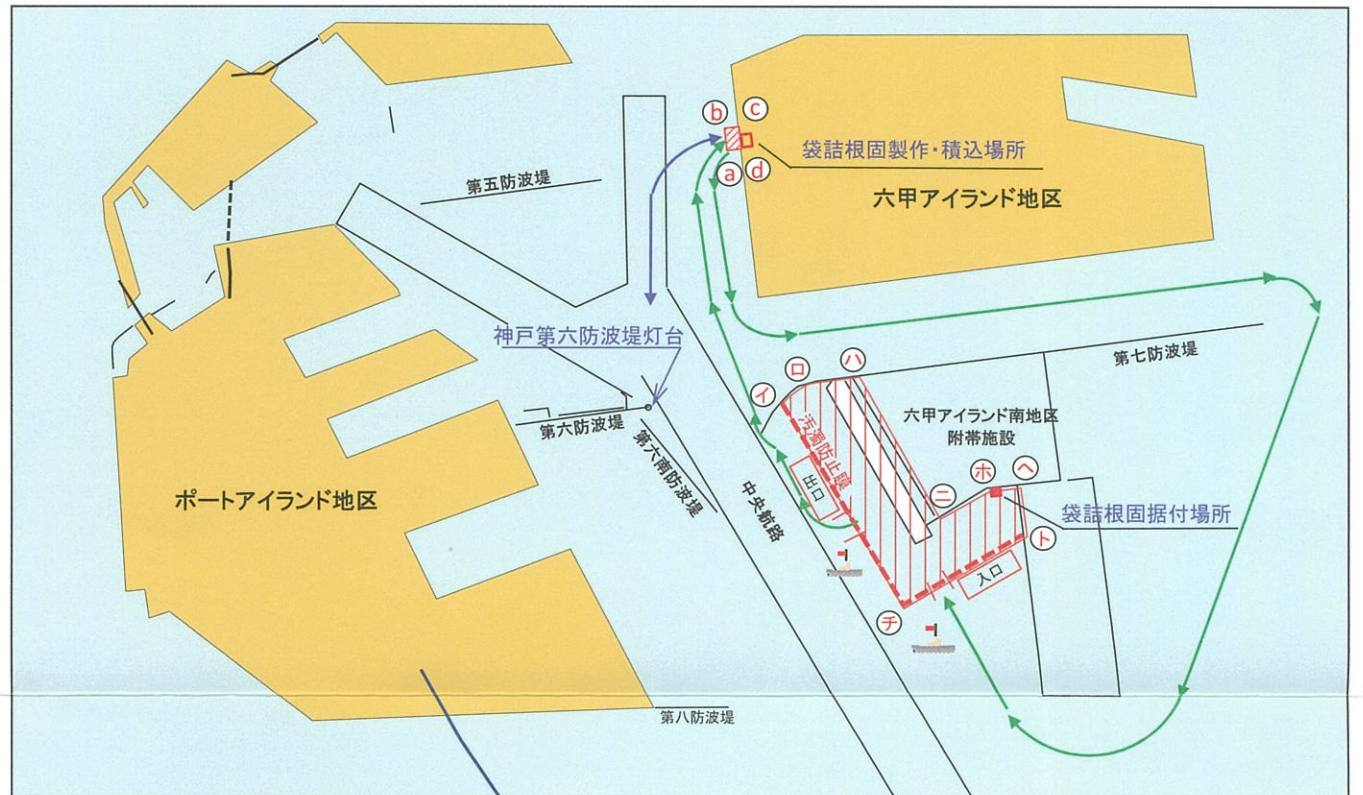 b
c
袋詰根固製作・積込場所
a
d
第五防波堤
六甲アイランド地区
神戸第六防波堤灯台
第七防波堤
イ
ロ
ハ
六甲アイランド南地区
附帯施設
第六防波堤
第六南防波堤
汚濁防止膜
出口
ホ
ヘ
ニ
ポートアイランド地区
中央航路
袋詰根固据付場所
ト
入口
チ
第八防波堤